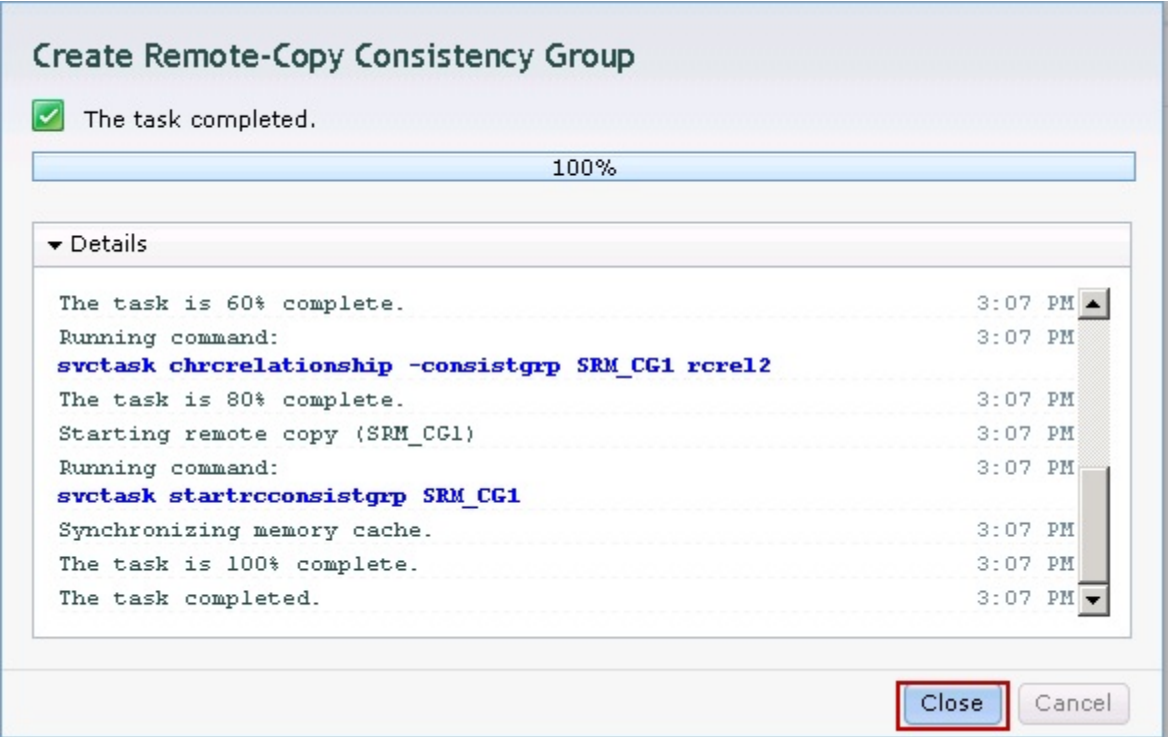 Create Remote-Copy Consistency Group
The task completed.
100%
Details
The task is 60% complete. 3:07 PM
Running command: 3:07 PM
svctask chrcrelationship -consistgrp SRM_CG1 rcrel2
The task is 80% complete. 3:07 PM
Starting remote copy (SRM_CG1) 3:07 PM
Running command: 3:07 PM
svctask startrcconsistgrp SRM_CG1
Synchronizing memory cache. 3:07 PM
The task is 100% complete. 3:07 PM
The task completed. 3:07 PM
Close Cancel